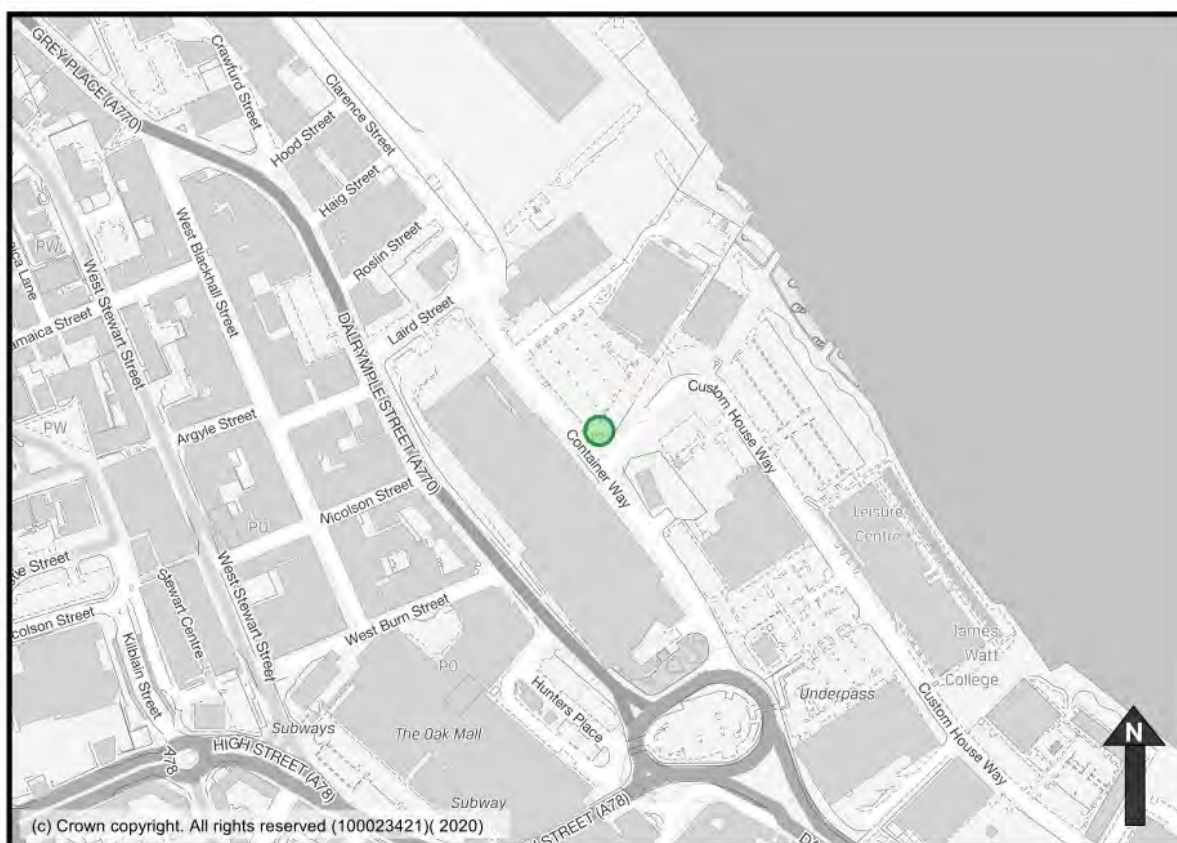 GREY PLACE (A770)
Crawfurd Street
Clarence Street
Hood Street
Haig Street
Roslin Street
Laird Street
PW
West Blackhall Street
West Stewart Street
DALRYMPLE STREET (A770)
Custom House Way
Container Way
Argyle Street
PW
Nicolson Street
PO
DALRYMPLE STREET (A770)
Leisure
Centre
Stewart Centre
West Stewart Street
West Burn Street
Kilblain Street
PO
Hunters Place
James
Watt
College
Underpass
Custom House Way
Subways
The Oak Mall
A78
HIGH STREET (A78)
Subway
STREET (A78)
N
(c) Crown copyright. All rights reserved (100023421)( 2020)